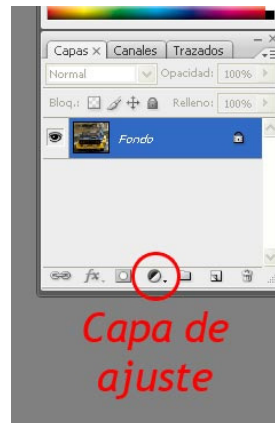 Capas × Canales Trazados
Normal Opacidad: 100%
Bloq.: Relleno: 100%
Fondo
fx.
Capa de
ajuste